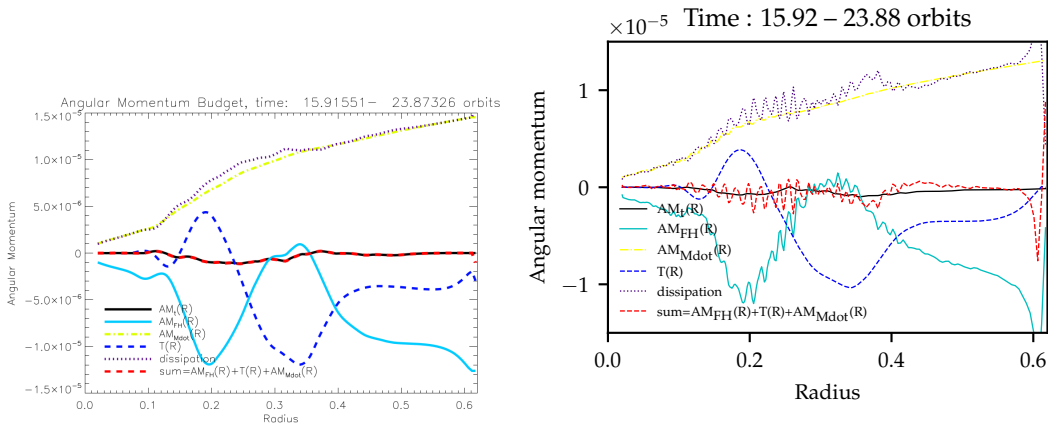 Angular Momentum Budget, time: 15.91551− 23.87326 orbits
1.5×10⁻⁵
1.0×10⁻⁵
5.0×10⁻⁶
0
−5.0×10⁻⁶
−1.0×10⁻⁵
−1.5×10⁻⁵
Angular Momentum
AM_t(R)
AM_FH(R)
AM_Mdot(R)
T(R)
dissipation
sum=AM_FH(R)+T(R)+AM_Mdot(R)
0.0 0.1 0.2 0.3 0.4 0.5 0.6
Radius
×10⁻⁵
Time : 15.92 – 23.88 orbits
1
0
−1
Angular momentum
AM_t(R)
AM_FH(R)
AM_Mdot(R)
T(R)
dissipation
sum=AM_FH(R)+T(R)+AM_Mdot(R)
0.0 0.2 0.4 0.6
Radius